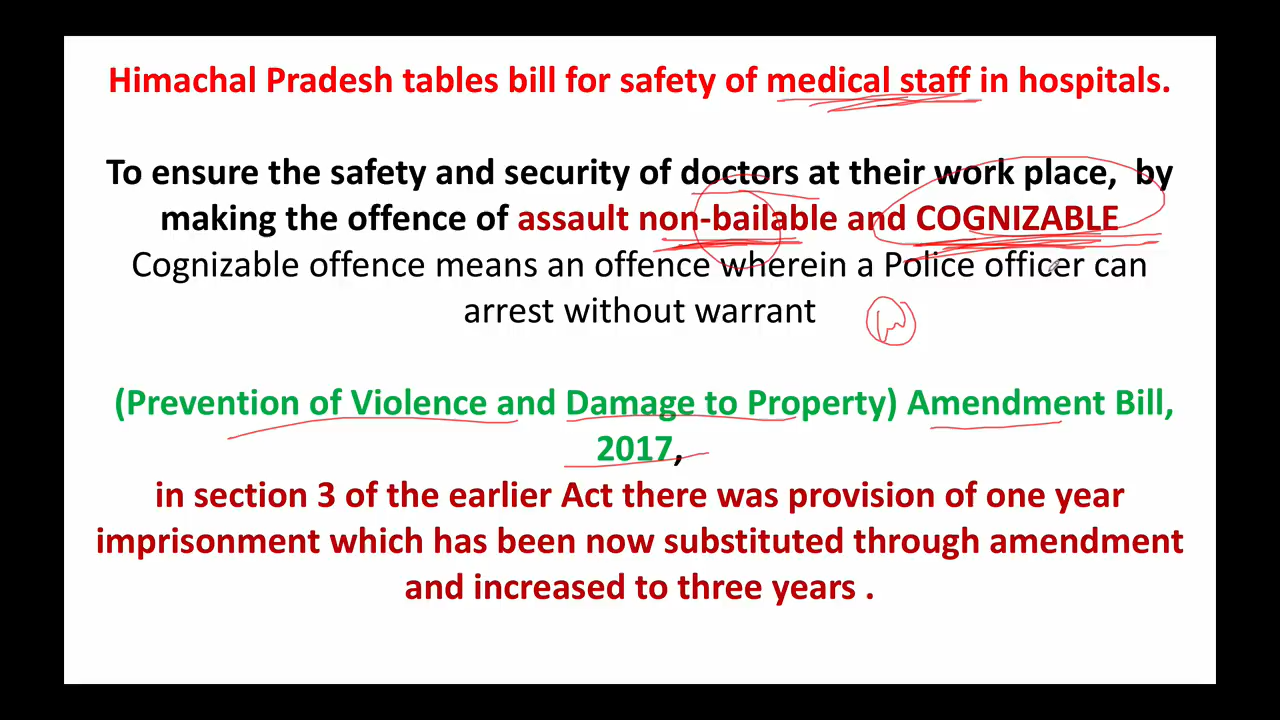 Himachal Pradesh tables bill for safety of medical staff in hospitals.
To ensure the safety and security of doctors at their work place, by
making the offence of assault non-bailable and COGNIZABLE
Cognizable offence means an offence wherein a Police officer can
arrest without warrant
(Prevention of Violence and Damage to Property) Amendment Bill,
2017,
in section 3 of the earlier Act there was provision of one year
imprisonment which has been now substituted through amendment
and increased to three years .